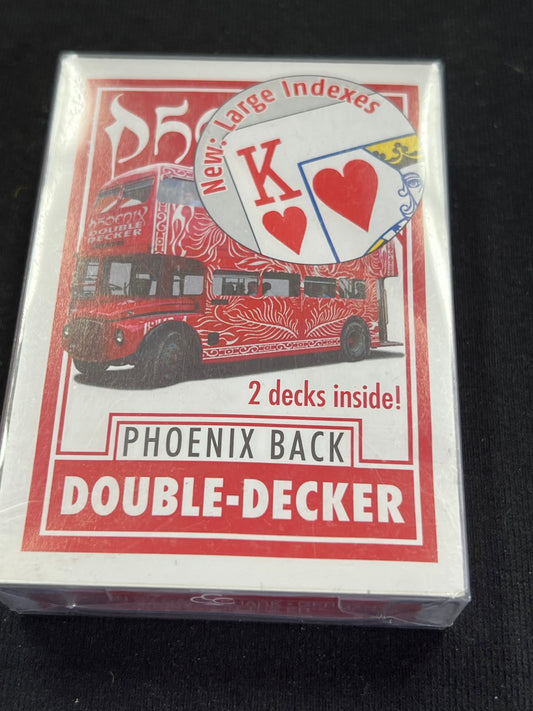 New: Large Indexes
K
PHOENIX
DOUBLE
DECKER
2 decks inside!
PHOENIX BACK
DOUBLE-DECKER